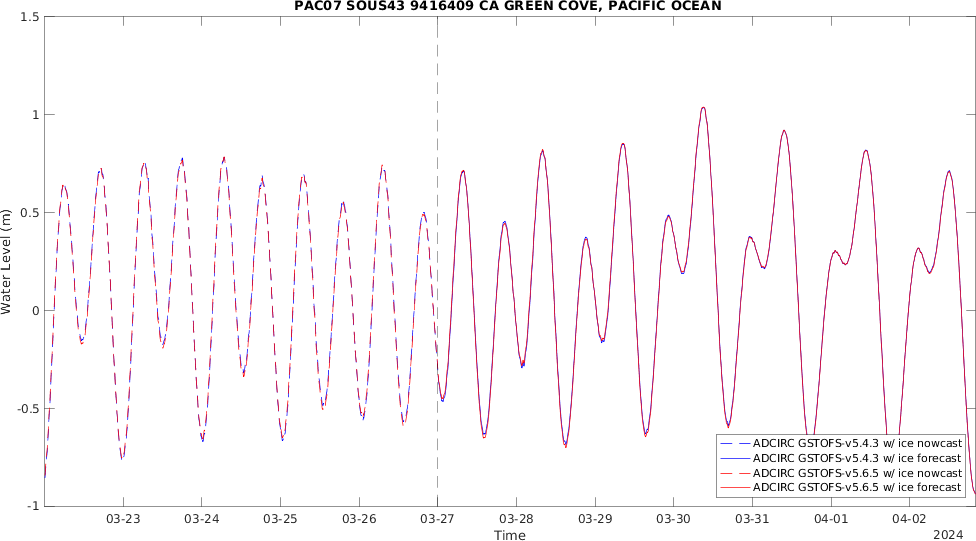 PAC07 SOUS43 9416409 CA GREEN COVE, PACIFIC OCEAN
1.5
1
0.5
0
-0.5
-1
Water Level (m)
03-23
03-24
03-25
03-26
03-27
03-28
03-29
03-30
03-31
04-01
04-02
Time
2024
ADCIRC GSTOFS-v5.4.3 w/ ice nowcast
ADCIRC GSTOFS-v5.4.3 w/ ice forecast
ADCIRC GSTOFS-v5.6.5 w/ ice nowcast
ADCIRC GSTOFS-v5.6.5 w/ ice forecast